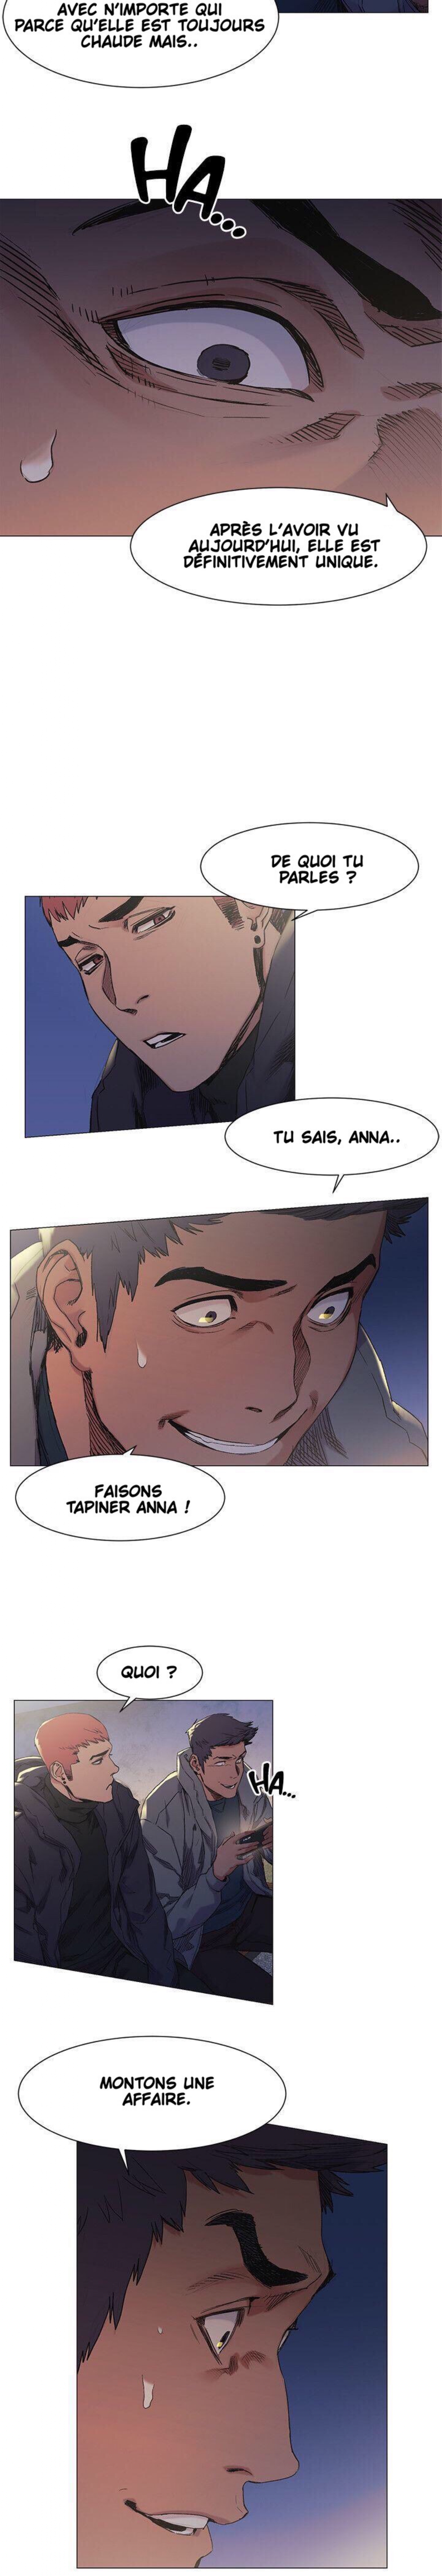 AVEC N'IMPORTE QUI
PARCE QU'ELLE EST TOUJOURS
CHAUDE MAIS..
HA...
APRÈS L'AVOIR VU
AUJOURD'HUI, ELLE EST
DÉFINITIVEMENT UNIQUE.
DE QUOI TU
PARLES ?
TU SAIS, ANNA..
FAISONS
TAPINER ANNA !
QUOI ?
HA...
MONTONS UNE
AFFAIRE.